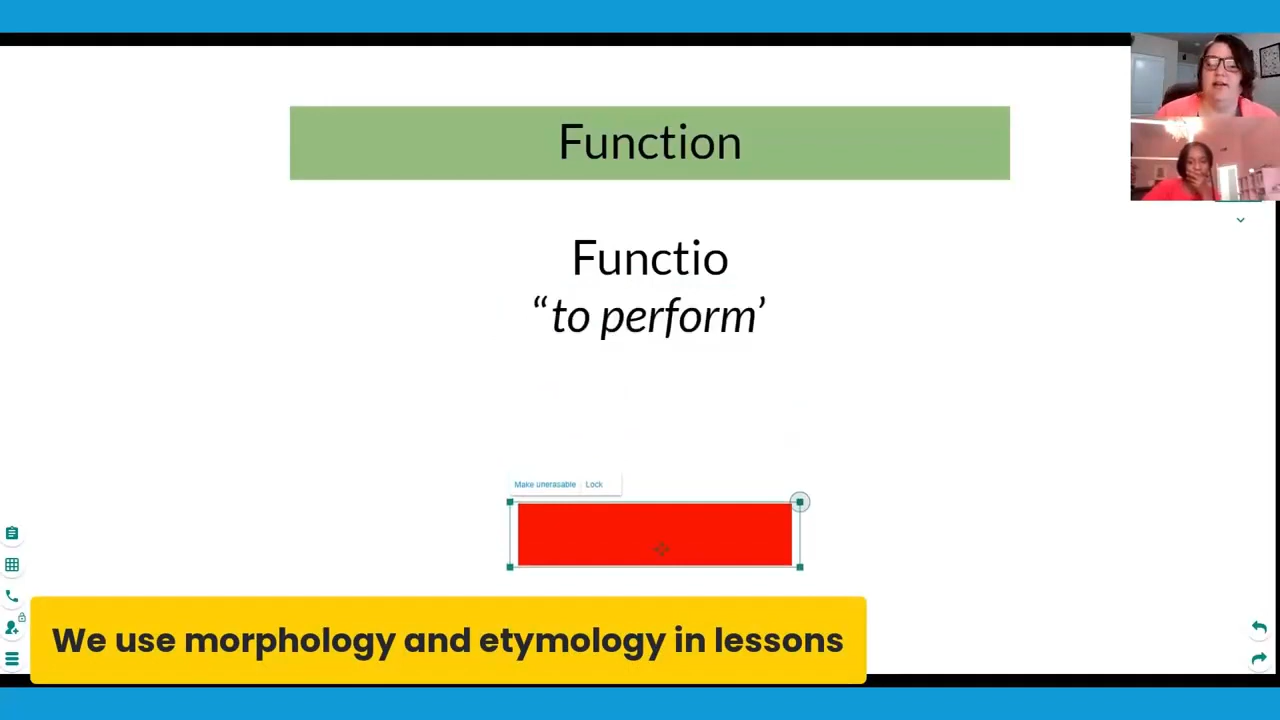 Function
Functio
“to perform’
Make unerasable Lock
We use morphology and etymology in lessons